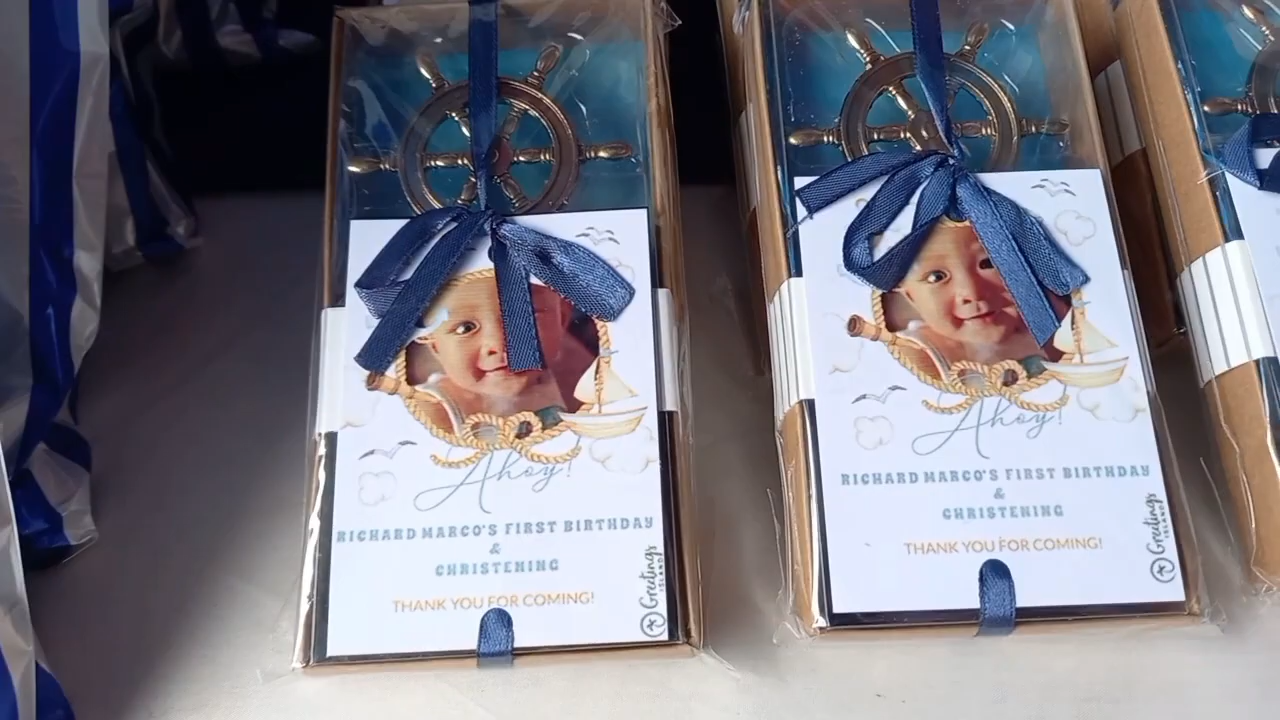 Ahoy!
RICHARD MARCO'S FIRST BIRTHDAY
&
CHRISTENING
THANK YOU FOR COMING!
Greetings
ISLAND
Ahoy!
RICHARD MARCO'S FIRST BIRTHDAY
&
CHRISTENING
THANK YOU FOR COMING!
Greetings
ISLAND